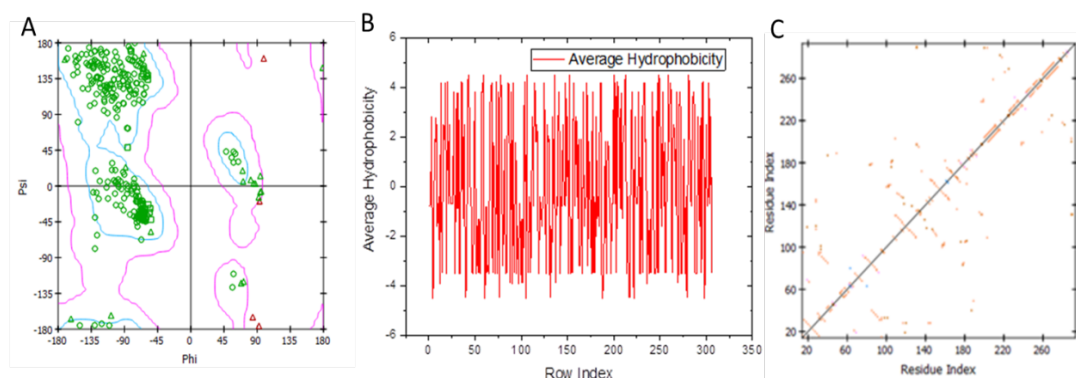 A
180
135
90
45
0
-45
-90
-135
-180
Psi
-180 -135 -90 -45 0 45 90 135 180
Phi
B
6
4
2
0
-2
-4
-6
Average Hydrophobicity
Average Hydrophobicity
0 50 100 150 200 250 300 350
Row Index
C
260
220
180
140
100
60
20
Residue Index
20 60 100 140 180 220 260
Residue Index